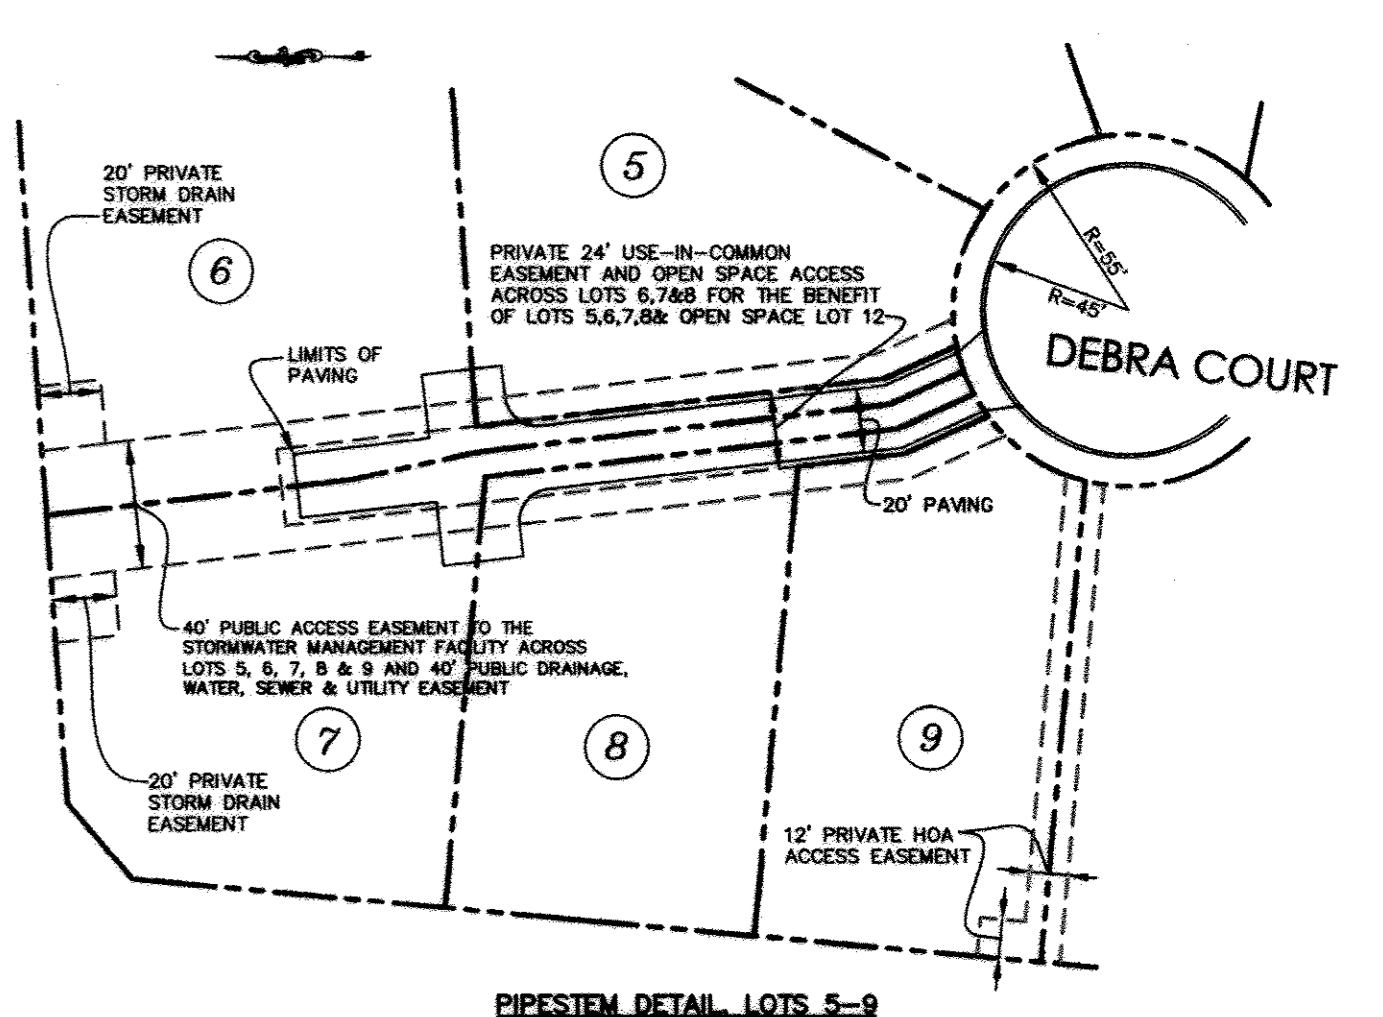 20' PRIVATE
STORM DRAIN
EASEMENT
6
5
PRIVATE 24' USE-IN-COMMON
EASEMENT AND OPEN SPACE ACCESS
ACROSS LOTS 6,7&8 FOR THE BENEFIT
OF LOTS 5,6,7,8& OPEN SPACE LOT 12
R=55'
R=45'
DEBRA COURT
LIMITS OF
PAVING
20' PAVING
40' PUBLIC ACCESS EASEMENT TO THE
STORMWATER MANAGEMENT FACILITY ACROSS
LOTS 5, 6, 7, 8 & 9 AND 40' PUBLIC DRAINAGE,
WATER, SEWER & UTILITY EASEMENT
7
8
9
20' PRIVATE
STORM DRAIN
EASEMENT
12' PRIVATE HOA
ACCESS EASEMENT
PIPESTEM DETAIL, LOTS 5-9